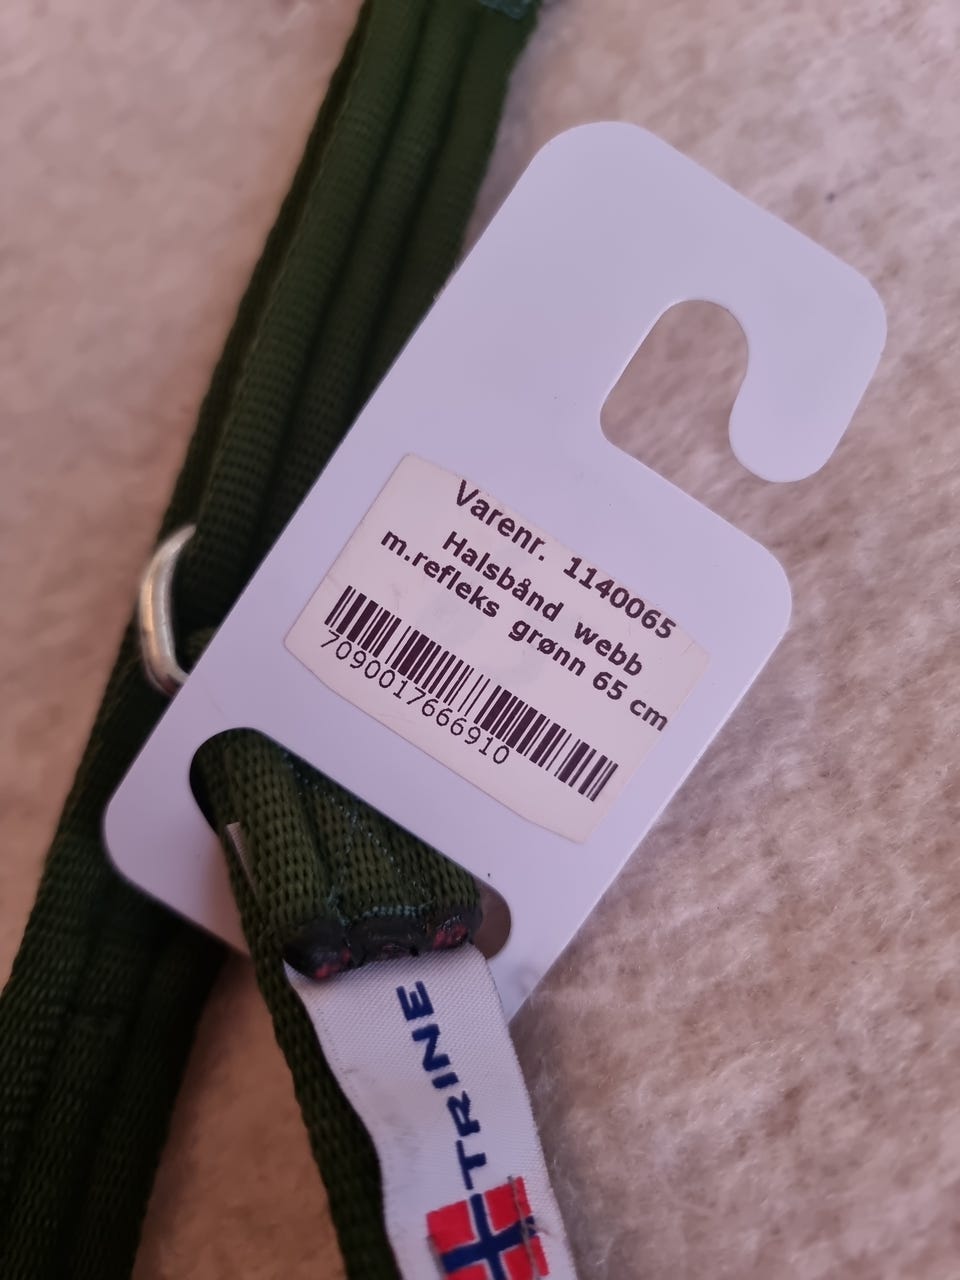 Varenr. 1140065
Halsbånd webb
m.refleks grønn 65 cm
7090017666910
TRINE